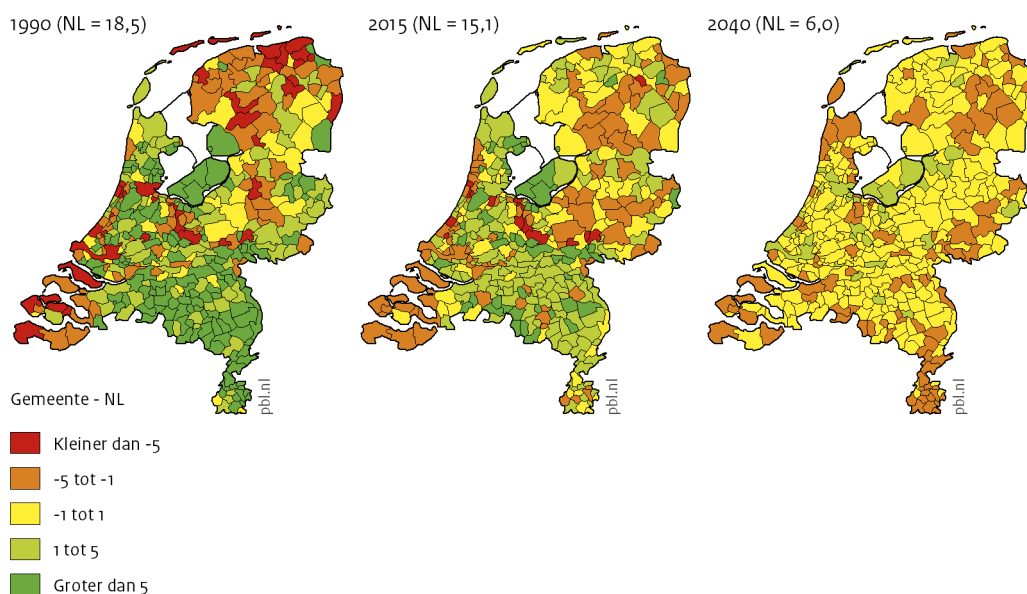 1990 (NL = 18,5)
2015 (NL = 15,1)
2040 (NL = 6,0)
pbl.nl
pbl.nl
pbl.nl
Gemeente - NL
Kleiner dan -5
-5 tot -1
-1 tot 1
1 tot 5
Groter dan 5